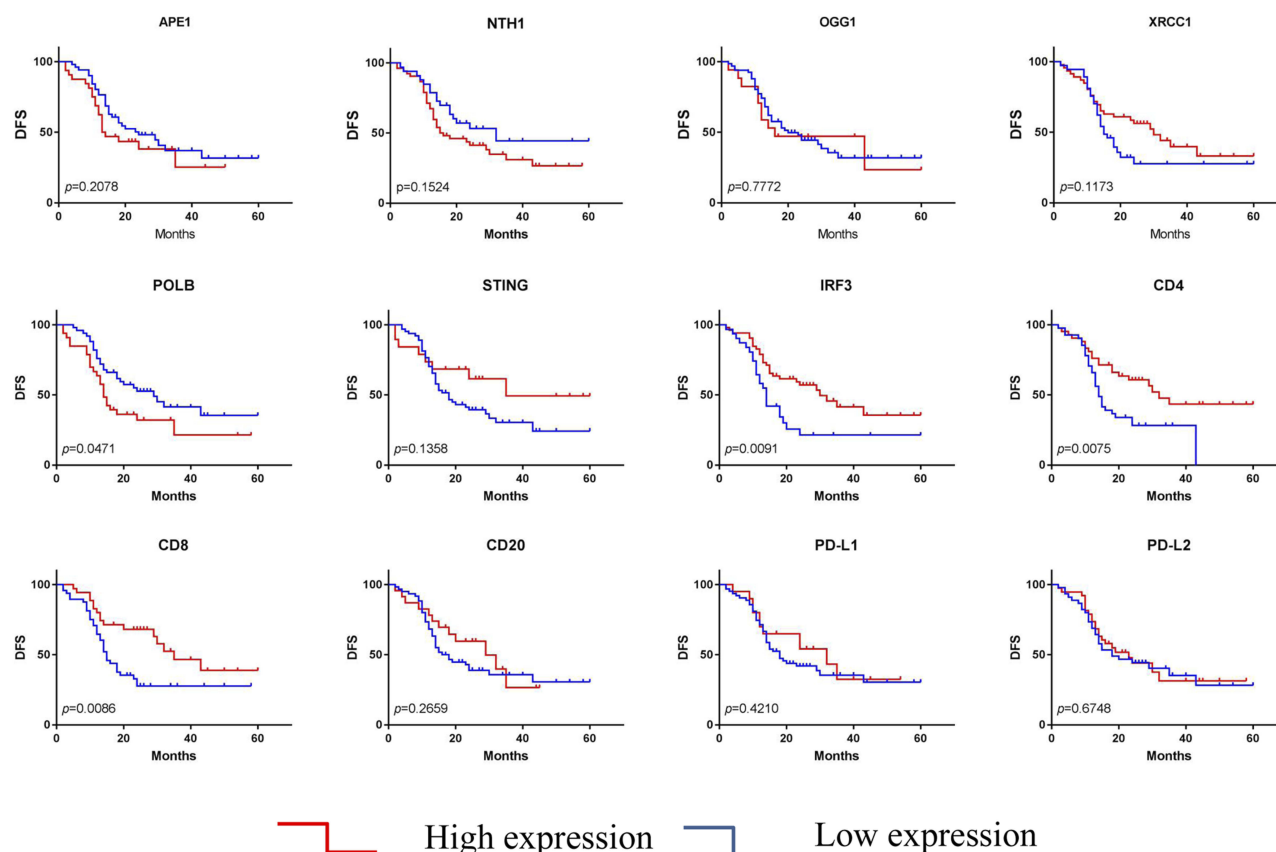 APE1 NTH1 OGG1 XRCC1
100 100 100 100
DFS DFS DFS DFS
50 50 50 50
p=0.2078 p=0.1524 p=0.7772 p=0.1173
0 0 0 0
0 20 40 60 0 20 40 60 0 20 40 60 0 20 40 60
Months Months Months Months
POLB STING IRF3 CD4
100 100 100 100
DFS DFS DFS DFS
50 50 50 50
p=0.0471 p=0.1358 p=0.0091 p=0.0075
0 0 0 0
0 20 40 60 0 20 40 60 0 20 40 60 0 20 40 60
Months Months Months Months
CD8 CD20 PD-L1 PD-L2
100 100 100 100
DFS DFS DFS DFS
50 50 50 50
p=0.0086 p=0.2659 p=0.4210 p=0.6748
0 0 0 0
0 20 40 60 0 20 40 60 0 20 40 60 0 20 40 60
Months Months Months Months
High expression Low expression